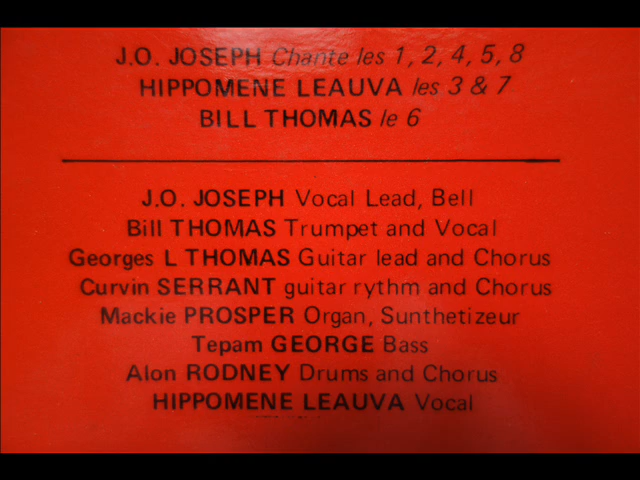 J.O. JOSEPH Chante les 1, 2, 4, 5, 8
HIPPOMENE LEAUVA les 3 & 7
BILL THOMAS le 6
J.O. JOSEPH Vocal Lead, Bell
Bill THOMAS Trumpet and Vocal
Georges L THOMAS Guitar lead and Chorus
Curvin SERRANT guitar rythm and Chorus
Mackie PROSPER Organ, Sunthetizeur
Tepam GEORGE Bass
Alon RODNEY Drums and Chorus
HIPPOMENE LEAUVA Vocal